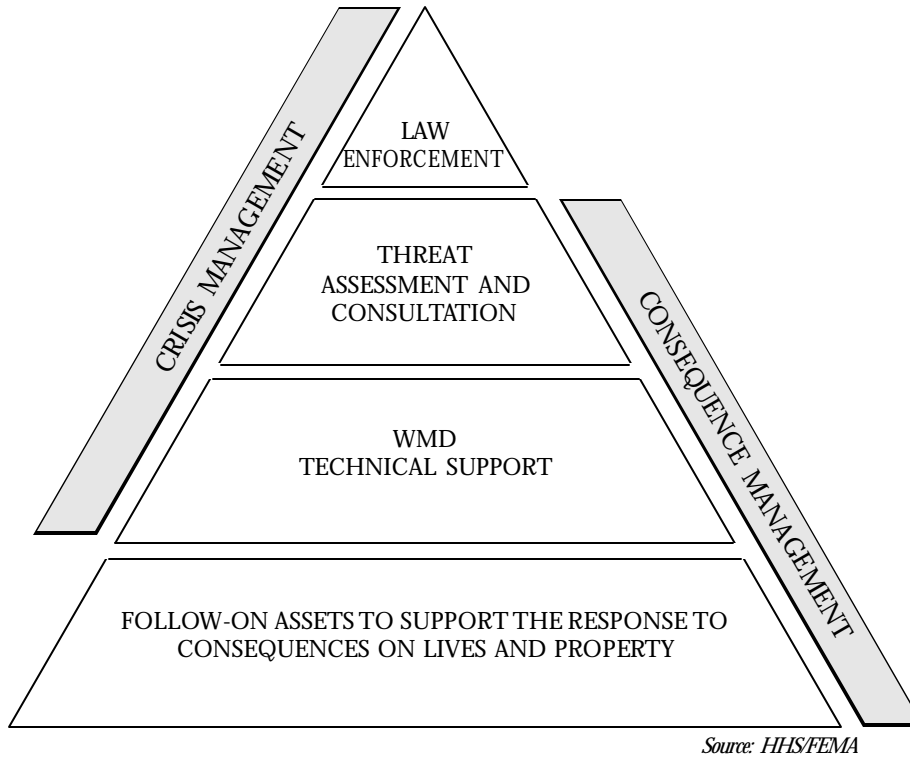 CRISIS MANAGEMENT
LAW
ENFORCEMENT
THREAT
ASSESSMENT AND
CONSULTATION
CONSEQUENCE MANAGEMENT
WMD
TECHNICAL SUPPORT
FOLLOW-ON ASSETS TO SUPPORT THE RESPONSE TO
CONSEQUENCES ON LIVES AND PROPERTY
Source: HHS/FEMA